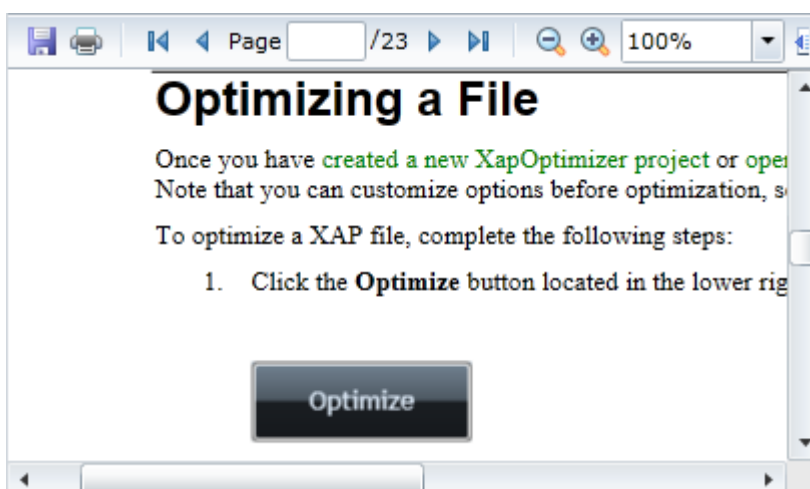 Page /23 100%
Optimizing a File
Once you have created a new XapOptimizer project or open
Note that you can customize options before optimization, s
To optimize a XAP file, complete the following steps:
1. Click the Optimize button located in the lower rig
Optimize